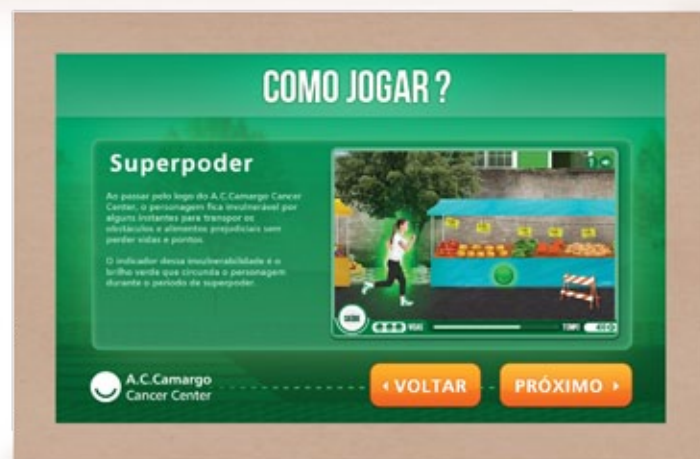 COMO JOGAR ?
Superpoder
Ao passar pelo logo do A.C.Camargo Cancer
Center, o personagem fica invulnerável por
alguns instantes para transpor os
obstáculos e alimentos prejudiciais sem
perder vidas e pontos.
O indicador dessa invulnerabilidade é o
brilho verde que circunda o personagem
durante o período de superpoder.
VIDAS
TEMPO
A.C.Camargo
Cancer Center
VOLTAR
PRÓXIMO